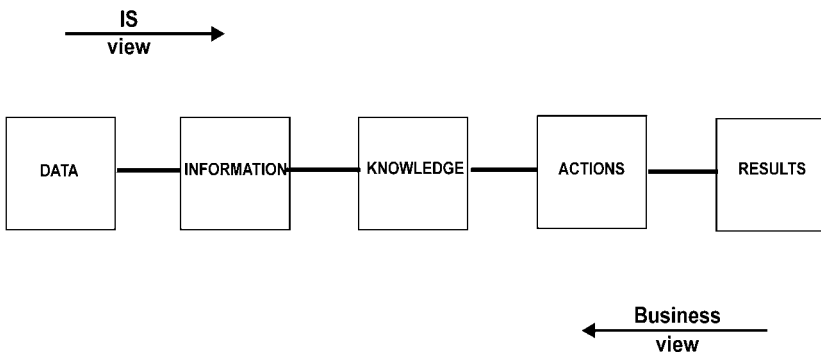 IS
view
DATA
INFORMATION
KNOWLEDGE
ACTIONS
RESULTS
Business
view